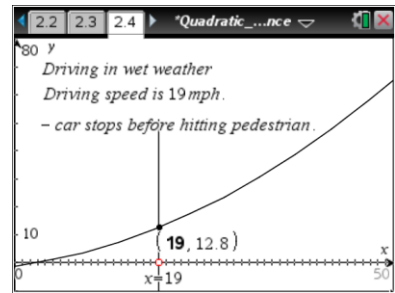 2.2 2.3 2.4 *Quadratic_...nce
80 y
Driving in wet weather
Driving speed is 19 mph.
– car stops before hitting pedestrian.
10
(19, 12.8)
x
0 x=19 50